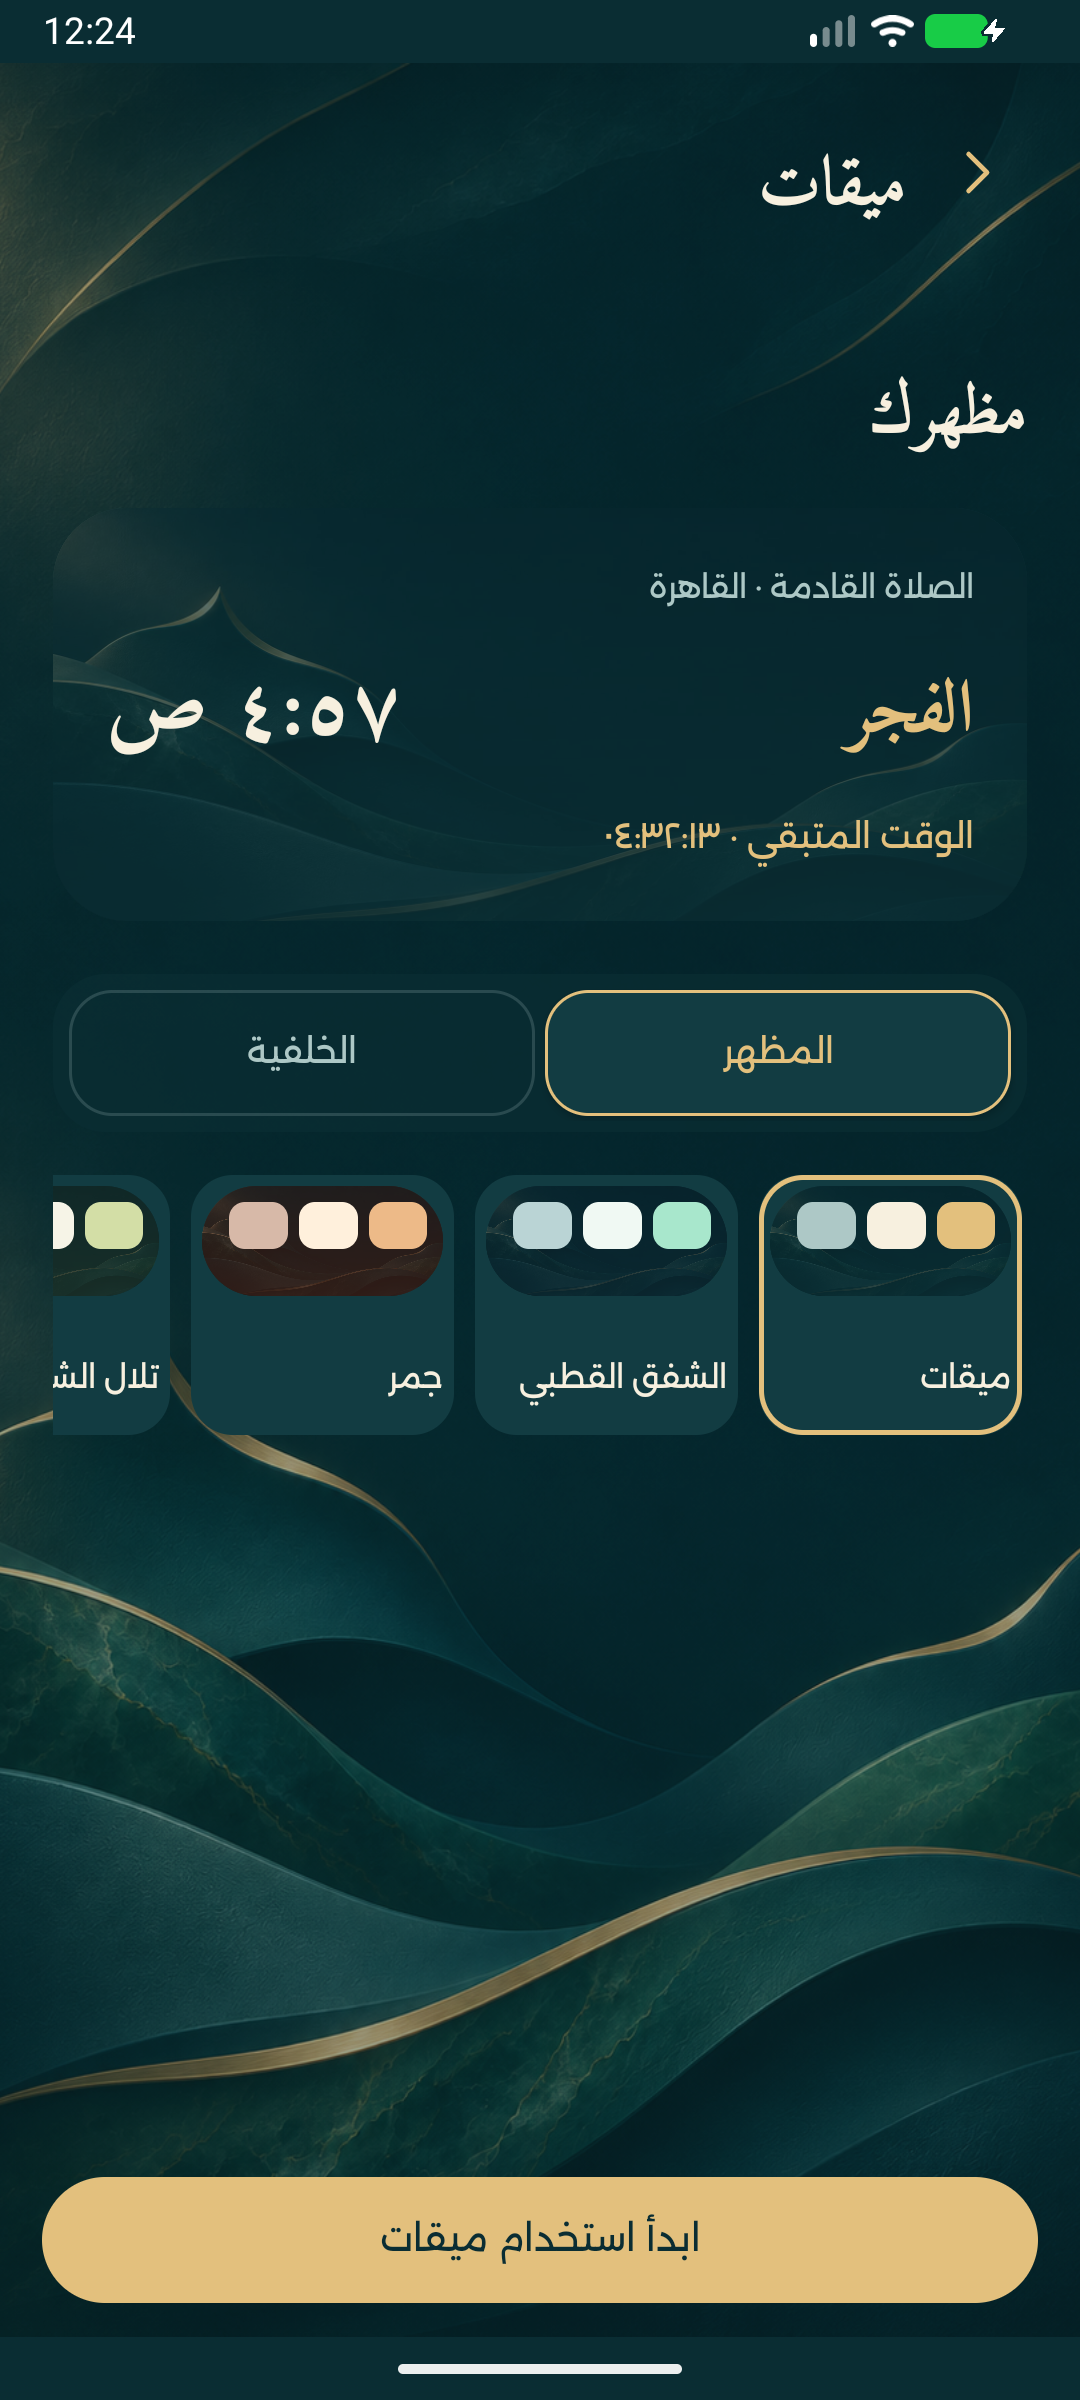 12:24
ميقات
مظهرك
الصلاة القادمة · القاهرة
الفجر
٤:٥٧ ص
الوقت المتبقي · ٠٤:٣٢:١٣
المظهر
الخلفية
ميقات
الشفق القطبي
جمر
تلال
ابدأ استخدام ميقات